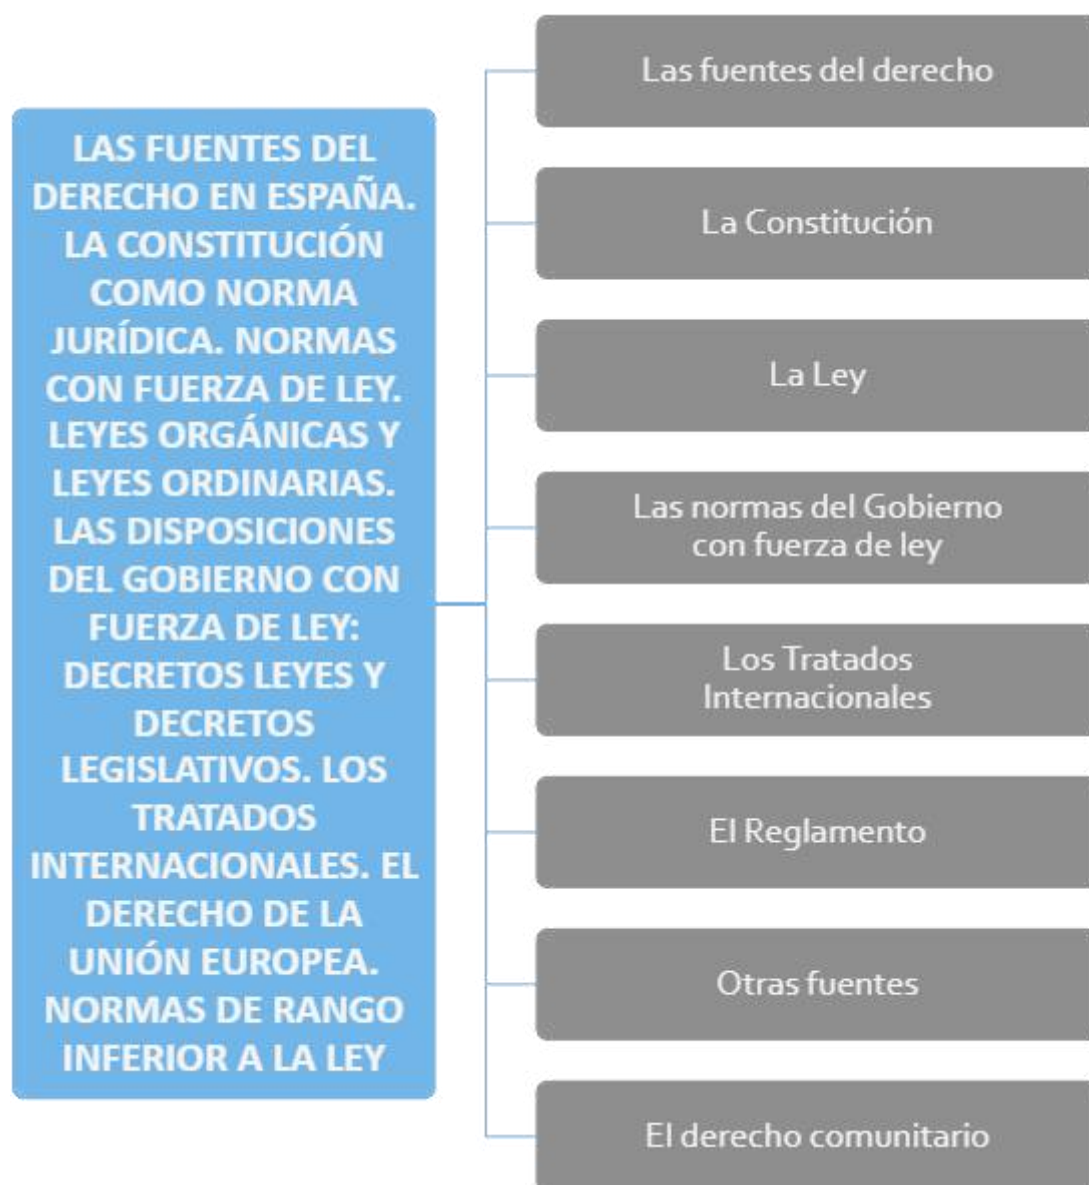 LAS FUENTES DEL
DERECHO EN ESPAÑA.
LA CONSTITUCIÓN
COMO NORMA
JURÍDICA. NORMAS
CON FUERZA DE LEY.
LEYES ORGÁNICAS Y
LEYES ORDINARIAS.
LAS DISPOSICIONES
DEL GOBIERNO CON
FUERZA DE LEY:
DECRETOS LEYES Y
DECRETOS
LEGISLATIVOS. LOS
TRATADOS
INTERNACIONALES. EL
DERECHO DE LA
UNIÓN EUROPEA.
NORMAS DE RANGO
INFERIOR A LA LEY
Las fuentes del derecho
La Constitución
La Ley
Las normas del Gobierno
con fuerza de ley
Los Tratados
Internacionales
El Reglamento
Otras fuentes
El derecho comunitario